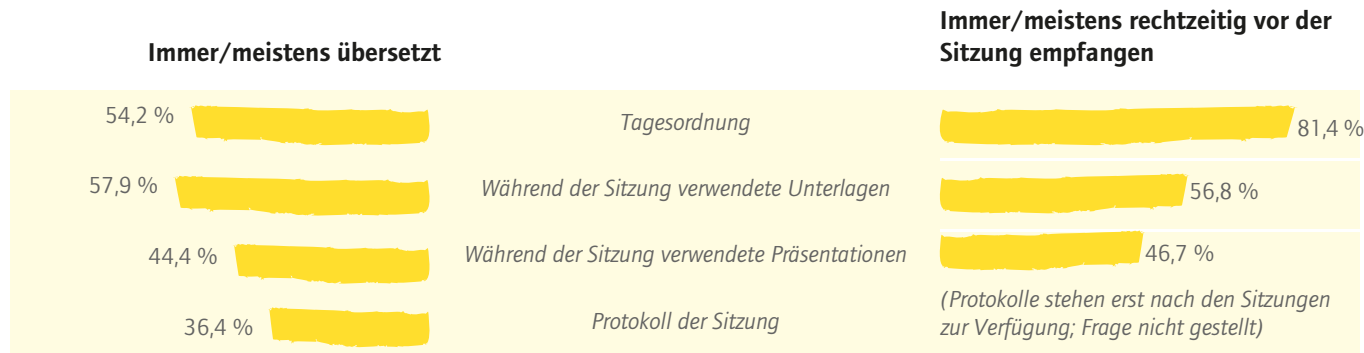 Immer/meistens übersetzt
Immer/meistens rechtzeitig vor der
Sitzung empfangen
54,2 %
Tagesordnung
81,4 %
57,9 %
Während der Sitzung verwendete Unterlagen
56,8 %
44,4 %
Während der Sitzung verwendete Präsentationen
46,7 %
36,4 %
Protokoll der Sitzung
(Protokolle stehen erst nach den Sitzungen
zur Verfügung; Frage nicht gestellt)